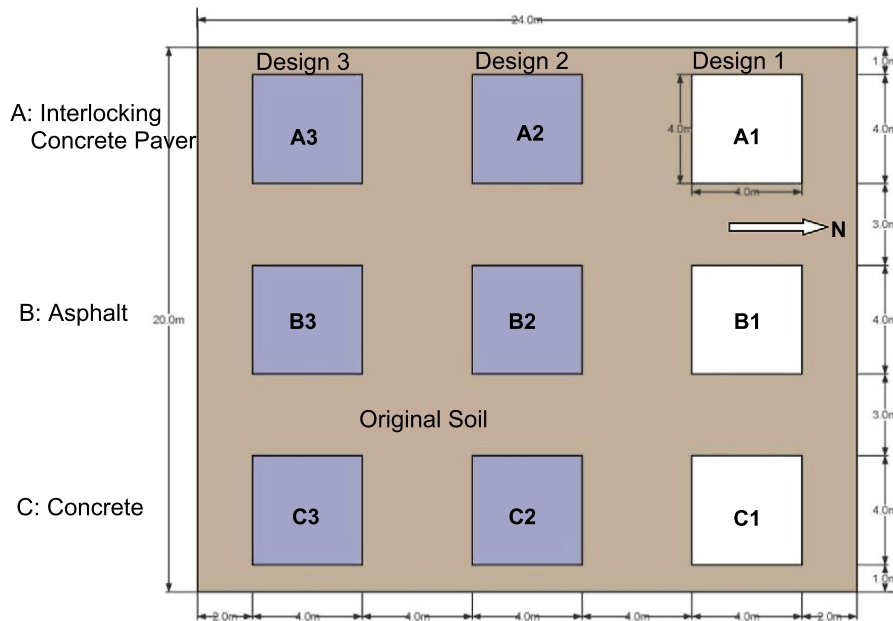 24.0m
Design 3
Design 2
Design 1
1.0m
A: Interlocking
Concrete Paver
A3
A2
4.0m
A1
4.0m
4.0m
N
3.0m
B: Asphalt
20.0m
B3
B2
B1
4.0m
Original Soil
3.0m
C: Concrete
C3
C2
C1
4.0m
1.0m
2.0m
4.0m
4.0m
4.0m
4.0m
4.0m
2.0m